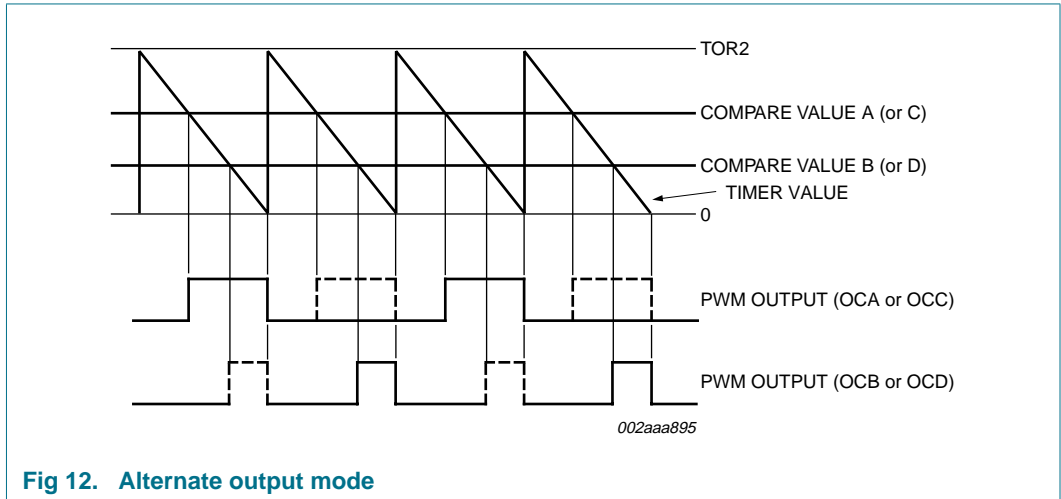 TOR2
COMPARE VALUE A (or C)
COMPARE VALUE B (or D)
TIMER VALUE
0
PWM OUTPUT (OCA or OCC)
PWM OUTPUT (OCB or OCD)
002aaa895
Fig 12. Alternate output mode